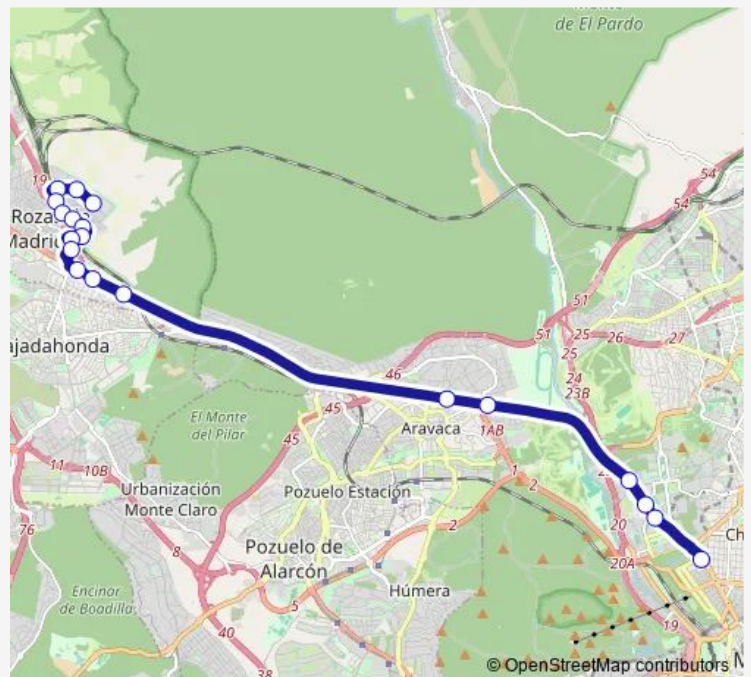 de El Pardo
54
54
19
Roza
Madrid
51
51
25
26
27
25
ajadahonda
46
24
23B
45
El Monte
del Pilar
Aravaca
1AB
45
11
10B
1
2
Urbanización
Monte Claro
Pozuelo Estación
20
76
8
2
Ch
Pozuelo de
Alarcón
20A
Húmera
Encinar
de Boadilla
5
40
19
38
© OpenStreetMap contributors